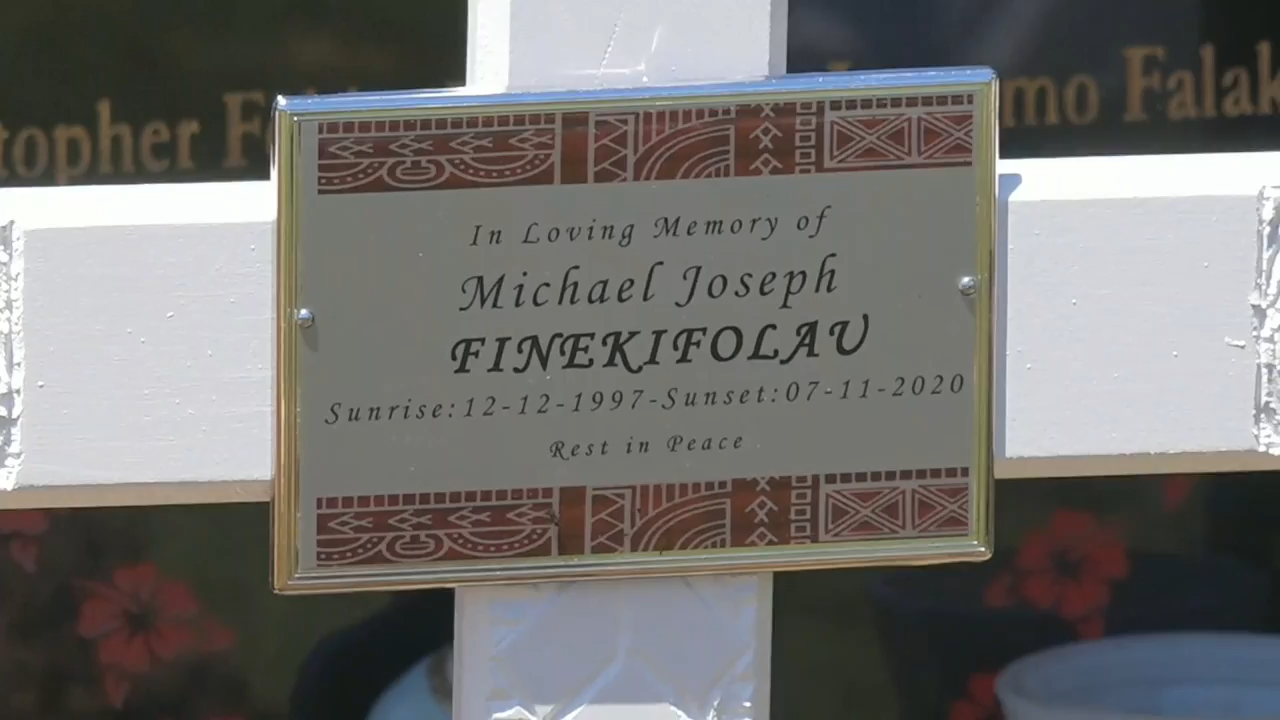 In Loving Memory of
Michael Joseph
FINEKIFOLAU
Sunrise:12-12-1997-Sunset:07-11-2020
Rest in Peace